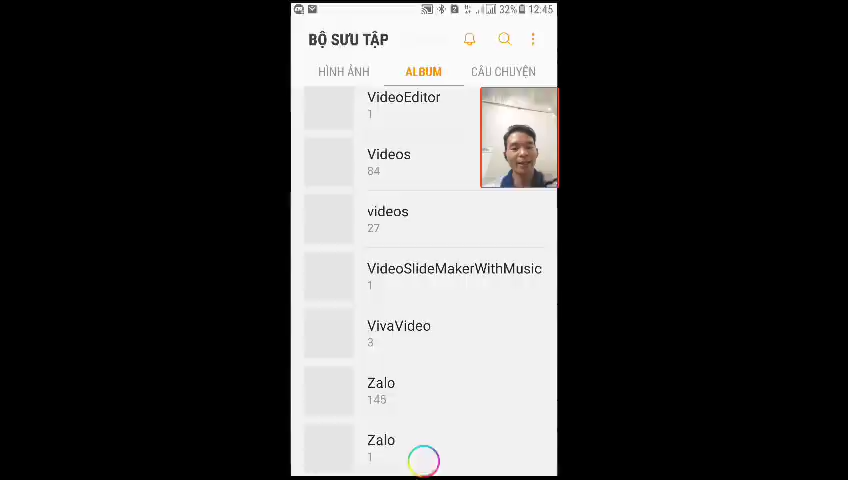 32% 12:45
BỘ SƯU TẬP
HÌNH ẢNH ALBUM CÂU CHUYỆN
VideoEditor
1
Videos
84
videos
27
VideoSlideMakerWithMusic
1
VivaVideo
3
Zalo
145
Zalo
1